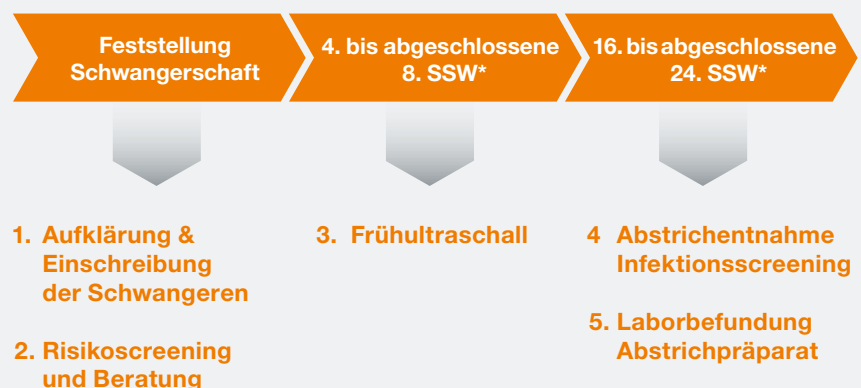 Feststellung
Schwangerschaft
4. bis abgeschlossene
8. SSW*
16. bis abgeschlossene
24. SSW*
1. Aufklärung &
Einschreibung
der Schwangeren
2. Risikoscreening
und Beratung
3. Frühultraschall
4 Abstrichentnahme
Infektionsscreening
5. Laborbefundung
Abstrichpräparat